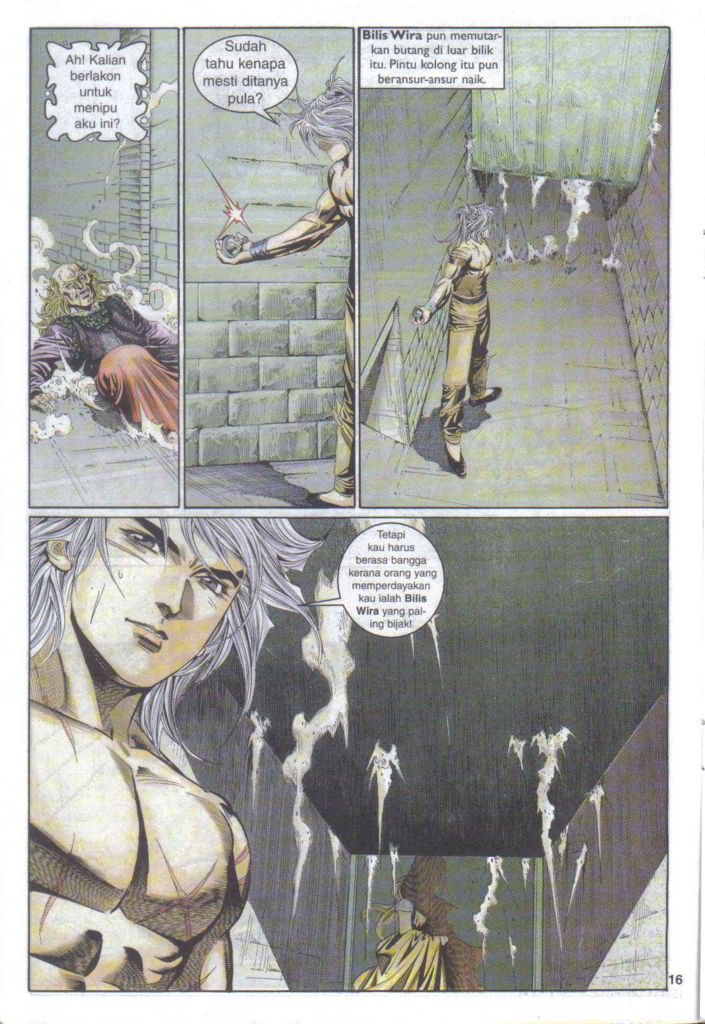 Ah! Kalian
berlakon
untuk
menipu
aku ini?
Sudah
tahu kenapa
mesti ditanya
pula?
Bilis Wira pun memutar-
kan butang di luar bilik
itu. Pintu kolong itu pun
beransur-ansur naik.
Tetapi
kau harus
berasa bangga
kerana orang yang
memperdayakan
kau ialah Bilis
Wira yang pal-
ing bijak!
16